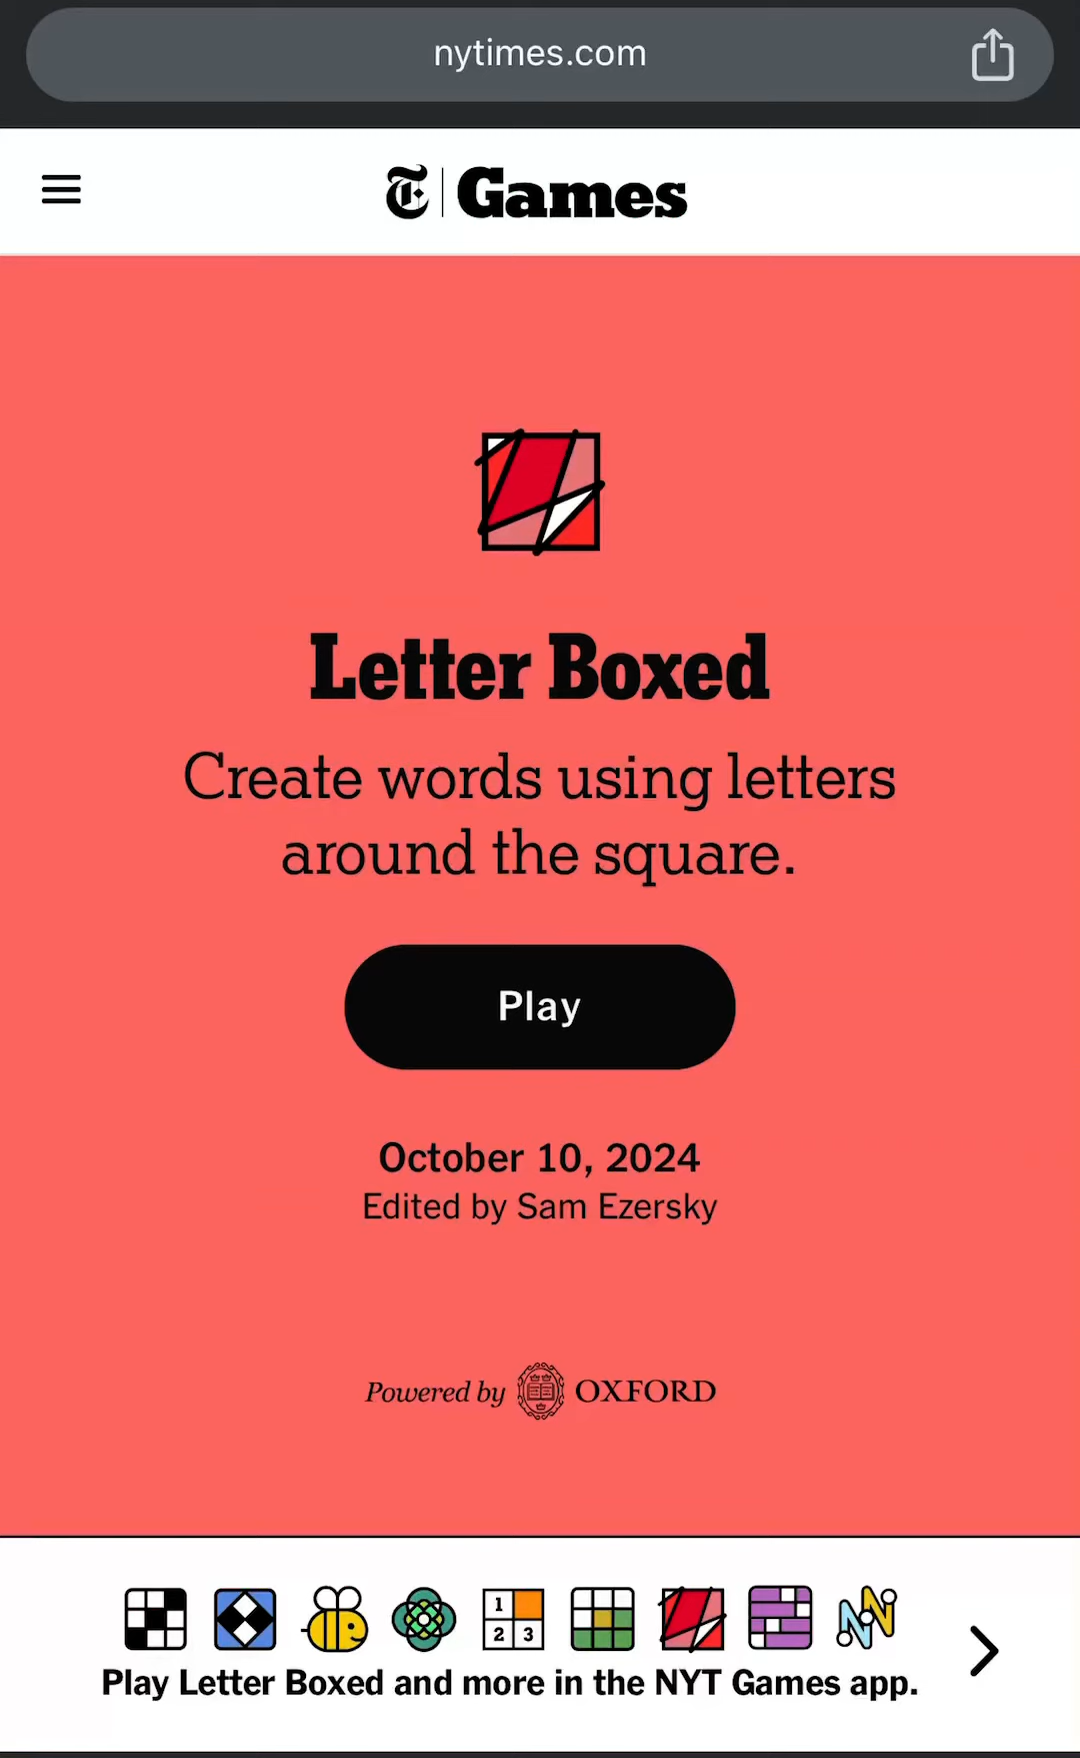 nytimes.com
T Games
Letter Boxed
Create words using letters
around the square.
Play
October 10, 2024
Edited by Sam Ezersky
Powered by OXFORD
1
2 3
Play Letter Boxed and more in the NYT Games app.